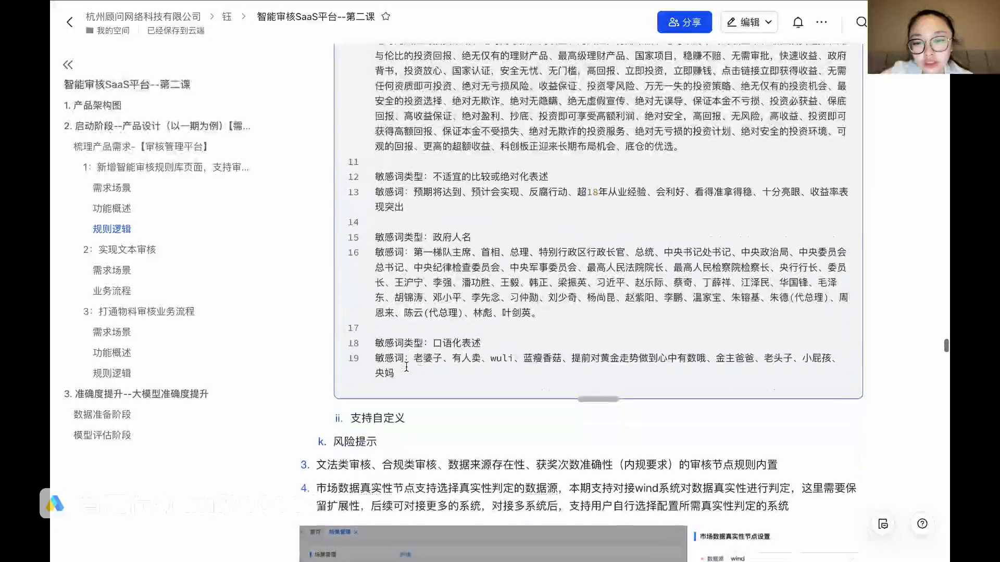 杭州顾问网络科技有限公司 > 钰 > 智能审核SaaS平台--第二课
我的空间 已经保存到云端
分享
编辑
智能审核SaaS平台--第二课
1. 产品架构图
2. 启动阶段--产品设计（以一期为例）【需...
梳理产品需求-【审核管理平台】
1：新增智能审核规则库页面，支持审...
需求场景
功能概述
规则逻辑
2：实现文本审核
需求场景
业务流程
3：打通物料审核业务流程
需求场景
功能概述
规则逻辑
3. 准确度提升--大模型准确度提升
数据准备阶段
模型评估阶段
与伦比的投资回报、绝无仅有的理财产品、最高级理财产品、国家项目，稳赚不赔、无需审批，快速收益、政府
背书，投资放心、国家认证，安全无忧、无门槛，高回报、立即投资，立即赚钱、点击链接立即获得收益、无需
任何资质即可投资、绝对无亏损风险、收益保证、投资零风险、万无一失的投资策略、绝无仅有的投资机会、最
安全的投资选择、绝对无欺诈、绝对无隐瞒、绝无虚假宣传、绝对无误导、保证本金不亏损、投资必获益、保底
回报、高收益保证、绝对盈利、抄底、投资即可享受高额利润、绝对安全，高回报、无风险，高收益、投资即可
获得高额回报、保证本金不受损失、绝对无欺诈的投资服务、绝对无亏损的投资计划、绝对安全的投资环境、可
观的回报、更高的超额收益、科创板正迎来长期布局机会、底仓的优选。
11
12 敏感词类型：不适宜的比较或绝对化表述
13 敏感词：预期将达到、预计会实现、反腐行动、超18年从业经验、会利好、看得准拿得稳、十分亮眼、收益率表
现突出
14
15 敏感词类型：政府人名
16 敏感词：第一梯队主席、首相、总理、特别行政区行政长官、总统、中央书记处书记、中央政治局、中央委员会
总书记、中央纪律检查委员会、中央军事委员会、最高人民法院院长、最高人民检察院检察长、央行行长、委员
长、王沪宁、李强、潘功胜、王毅、韩正、梁振英、习近平、赵乐际、蔡奇、丁薛祥、江泽民、华国锋、毛泽
东、胡锦涛、邓小平、李先念、习仲勋、刘少奇、杨尚昆、赵紫阳、李鹏、温家宝、朱镕基、朱德(代总理)、周
恩来、陈云(代总理)、林彪、叶剑英。
17
18 敏感词类型：口语化表述
19 敏感词：老婆子、有人卖、wuli、蓝瘦香菇、提前对黄金走势做到心中有数哦、金主爸爸、老头子、小屁孩、
央妈
ii. 支持自定义
k. 风险提示
3. 文法类审核、合规类审核、数据来源存在性、获奖次数准确性（内规要求）的审核节点规则内置
4. 市场数据真实性节点支持选择真实性判定的数据源，本期支持对接wind系统对数据真实性进行判定，这里需要保
留扩展性，后续可对接更多的系统，对接多系统后，支持用户自行选择配置所需真实性判定的系统
首页 场景管理 ×
场景管理
市场数据真实性节点设置
* 数据源 wind